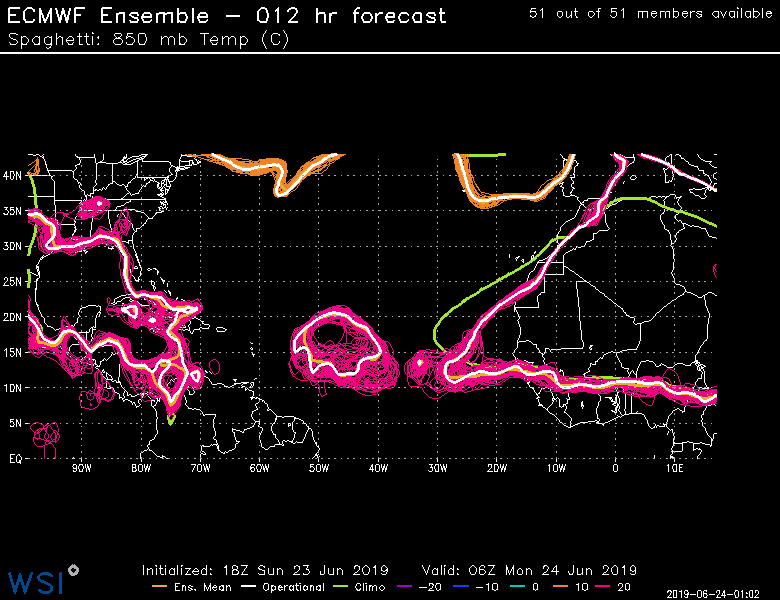 ECMWF Ensemble – 012 hr forecast
51 out of 51 members available
Spaghetti: 850 mb Temp (C)
40N
35N
30N
25N
20N
15N
10N
5N
EQ
90W 80W 70W 60W 50W 40W 30W 20W 10W 0 10E
Initialized: 18Z Sun 23 Jun 2019 Valid: 06Z Mon 24 Jun 2019
WSI
Ens. Mean Operational Climo -20 -10 0 10 20
2019-06-24-01:02